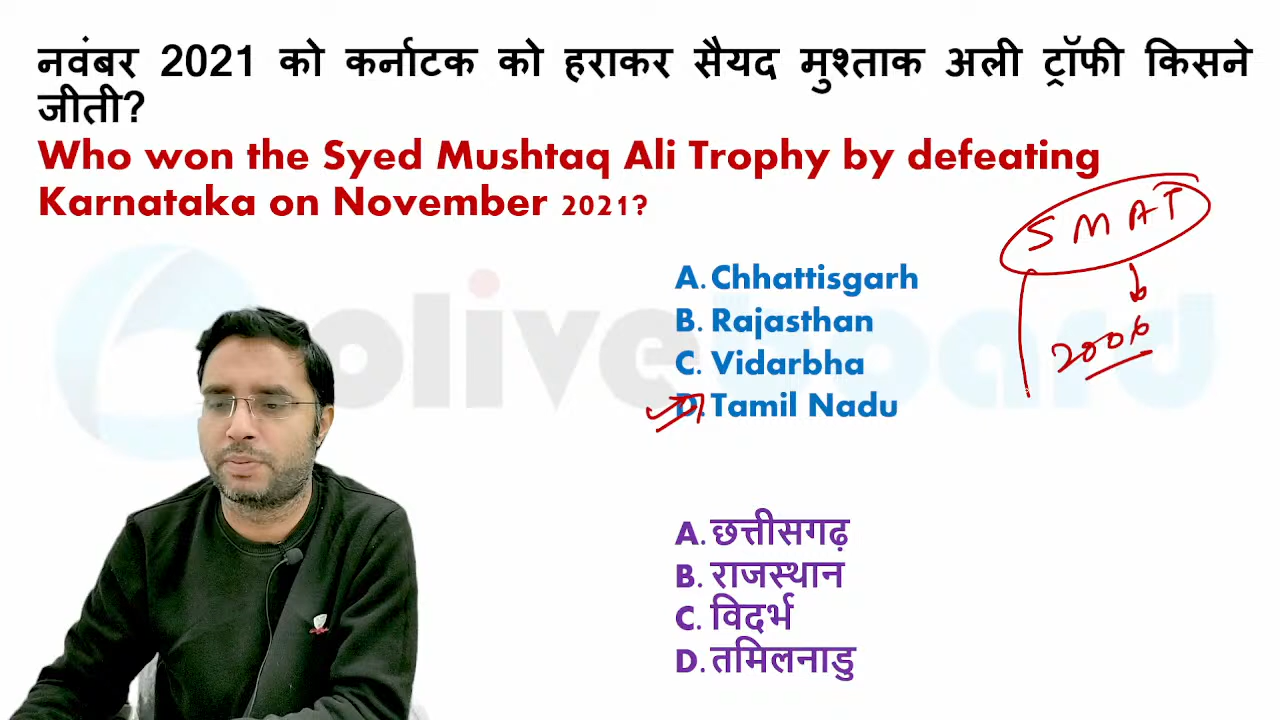 नवंबर 2021 को कर्नाटक को हराकर सैयद मुश्ताक अली ट्रॉफी किसने
जीती?
Who won the Syed Mushtaq Ali Trophy by defeating
Karnataka on November 2021?
SMAT
2006
oliveboard
A. Chhattisgarh
B. Rajasthan
C. Vidarbha
D. Tamil Nadu
A. छत्तीसगढ़
B. राजस्थान
C. विदर्भ
D. तमिलनाडु